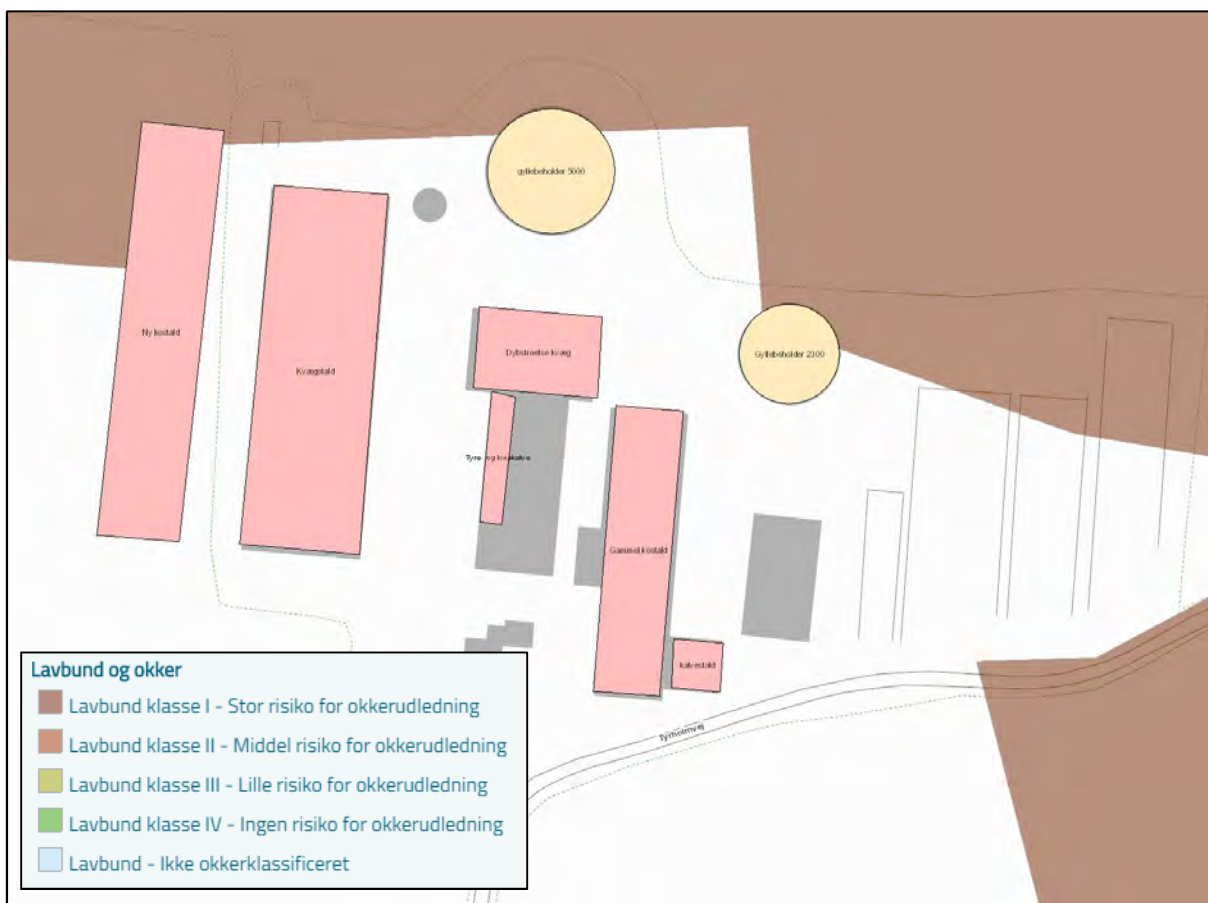 gyllebeholder 5000
Ny kostald
Kvægstald
Dybstrøelse kvæg
Gyllebeholder 2300
Tyre og
Gammel kostald
kalvestald
Tyrholmvej
Lavbund og okker
Lavbund klasse I - Stor risiko for okkerudledning
Lavbund klasse II - Middel risiko for okkerudledning
Lavbund klasse III - Lille risiko for okkerudledning
Lavbund klasse IV - Ingen risiko for okkerudledning
Lavbund - Ikke okkerklassificeret